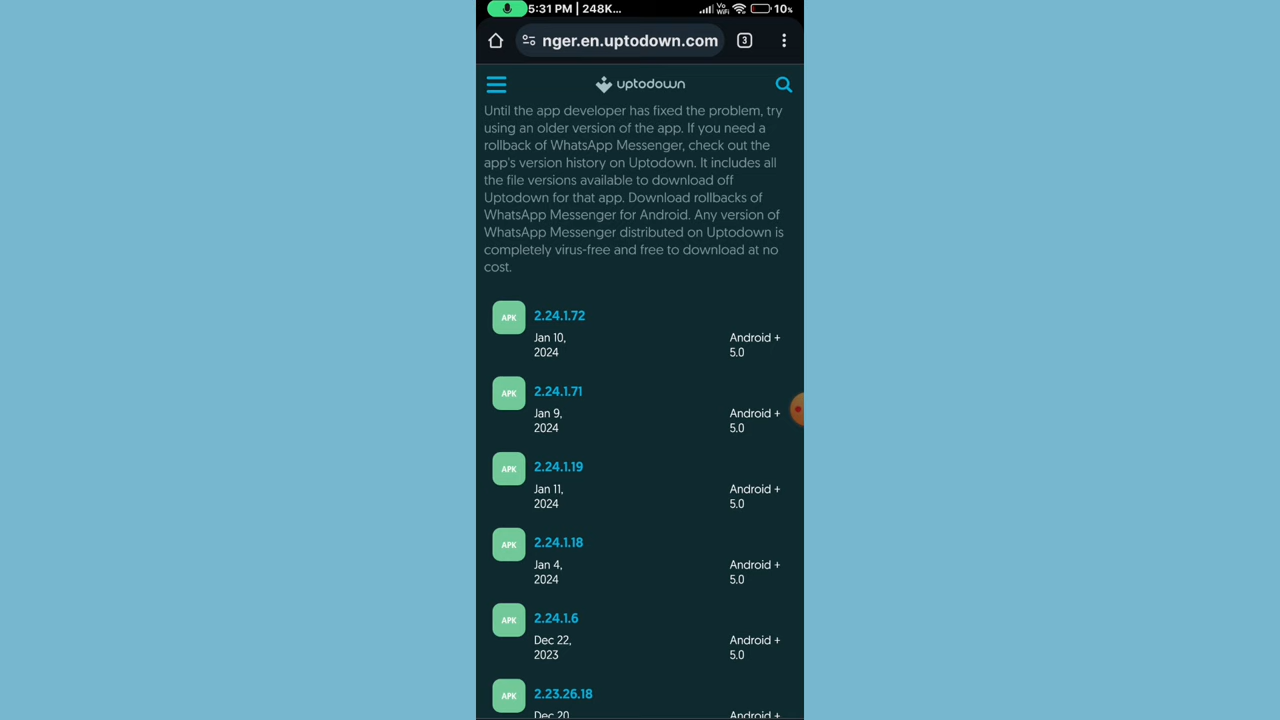 5:31 PM | 248K... Vo WiFi 10%
nger.en.uptodown.com 3
uptodown
Until the app developer has fixed the problem, try
using an older version of the app. If you need a
rollback of WhatsApp Messenger, check out the
app's version history on Uptodown. It includes all
the file versions available to download off
Uptodown for that app. Download rollbacks of
WhatsApp Messenger for Android. Any version of
WhatsApp Messenger distributed on Uptodown is
completely virus-free and free to download at no
cost.
APK 2.24.1.72
Jan 10, Android +
2024 5.0
APK 2.24.1.71
Jan 9, Android +
2024 5.0
APK 2.24.1.19
Jan 11, Android +
2024 5.0
APK 2.24.1.18
Jan 4, Android +
2024 5.0
APK 2.24.1.6
Dec 22, Android +
2023 5.0
APK 2.23.26.18
Dec 20, Android +